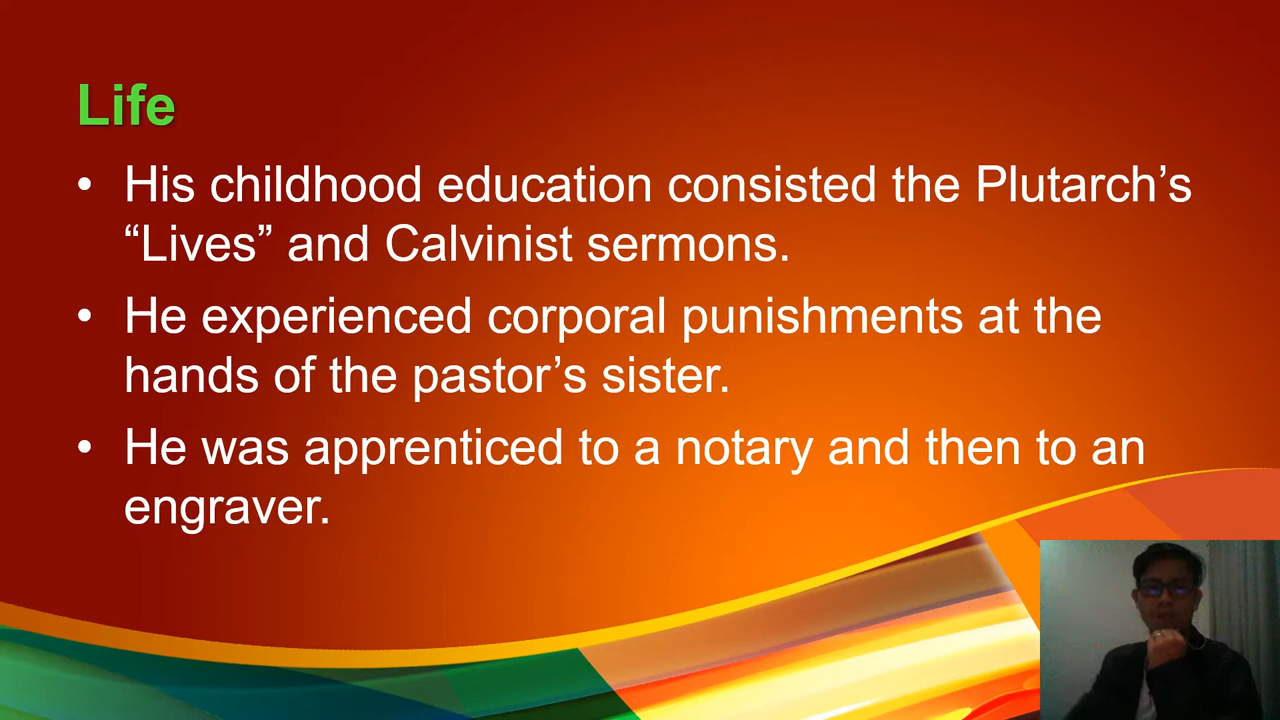 Life
• His childhood education consisted the Plutarch’s
“Lives” and Calvinist sermons.
• He experienced corporal punishments at the
hands of the pastor’s sister.
• He was apprenticed to a notary and then to an
engraver.